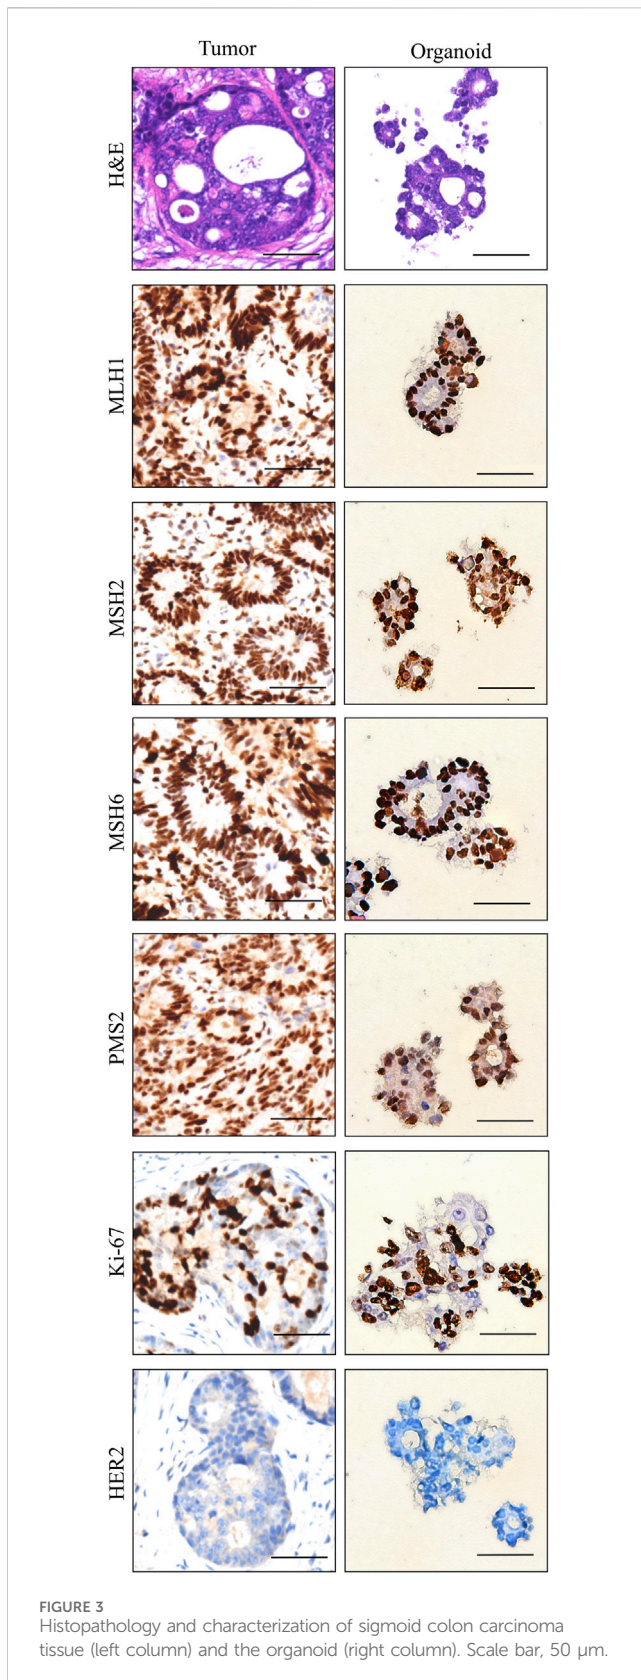 Tumor Organoid
H&E
MLH1
MSH2
MSH6
PMS2
Ki-67
HER2
FIGURE 3
Histopathology and characterization of sigmoid colon carcinoma
tissue (left column) and the organoid (right column). Scale bar, 50 µm.